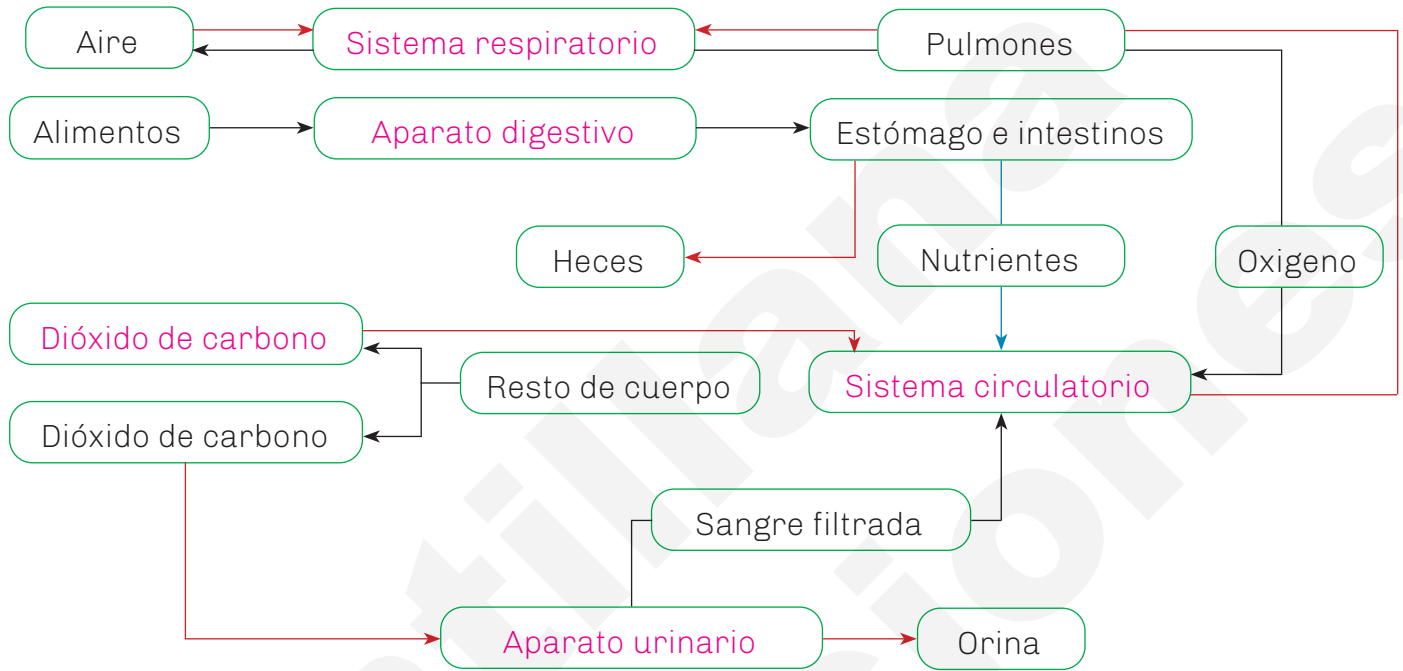 Aire
Sistema respiratorio
Pulmones
Alimentos
Aparato digestivo
Estómago e intestinos
Heces
Nutrientes
Oxigeno
Dióxido de carbono
Resto de cuerpo
Sistema circulatorio
Dióxido de carbono
Sangre filtrada
Aparato urinario
Orina